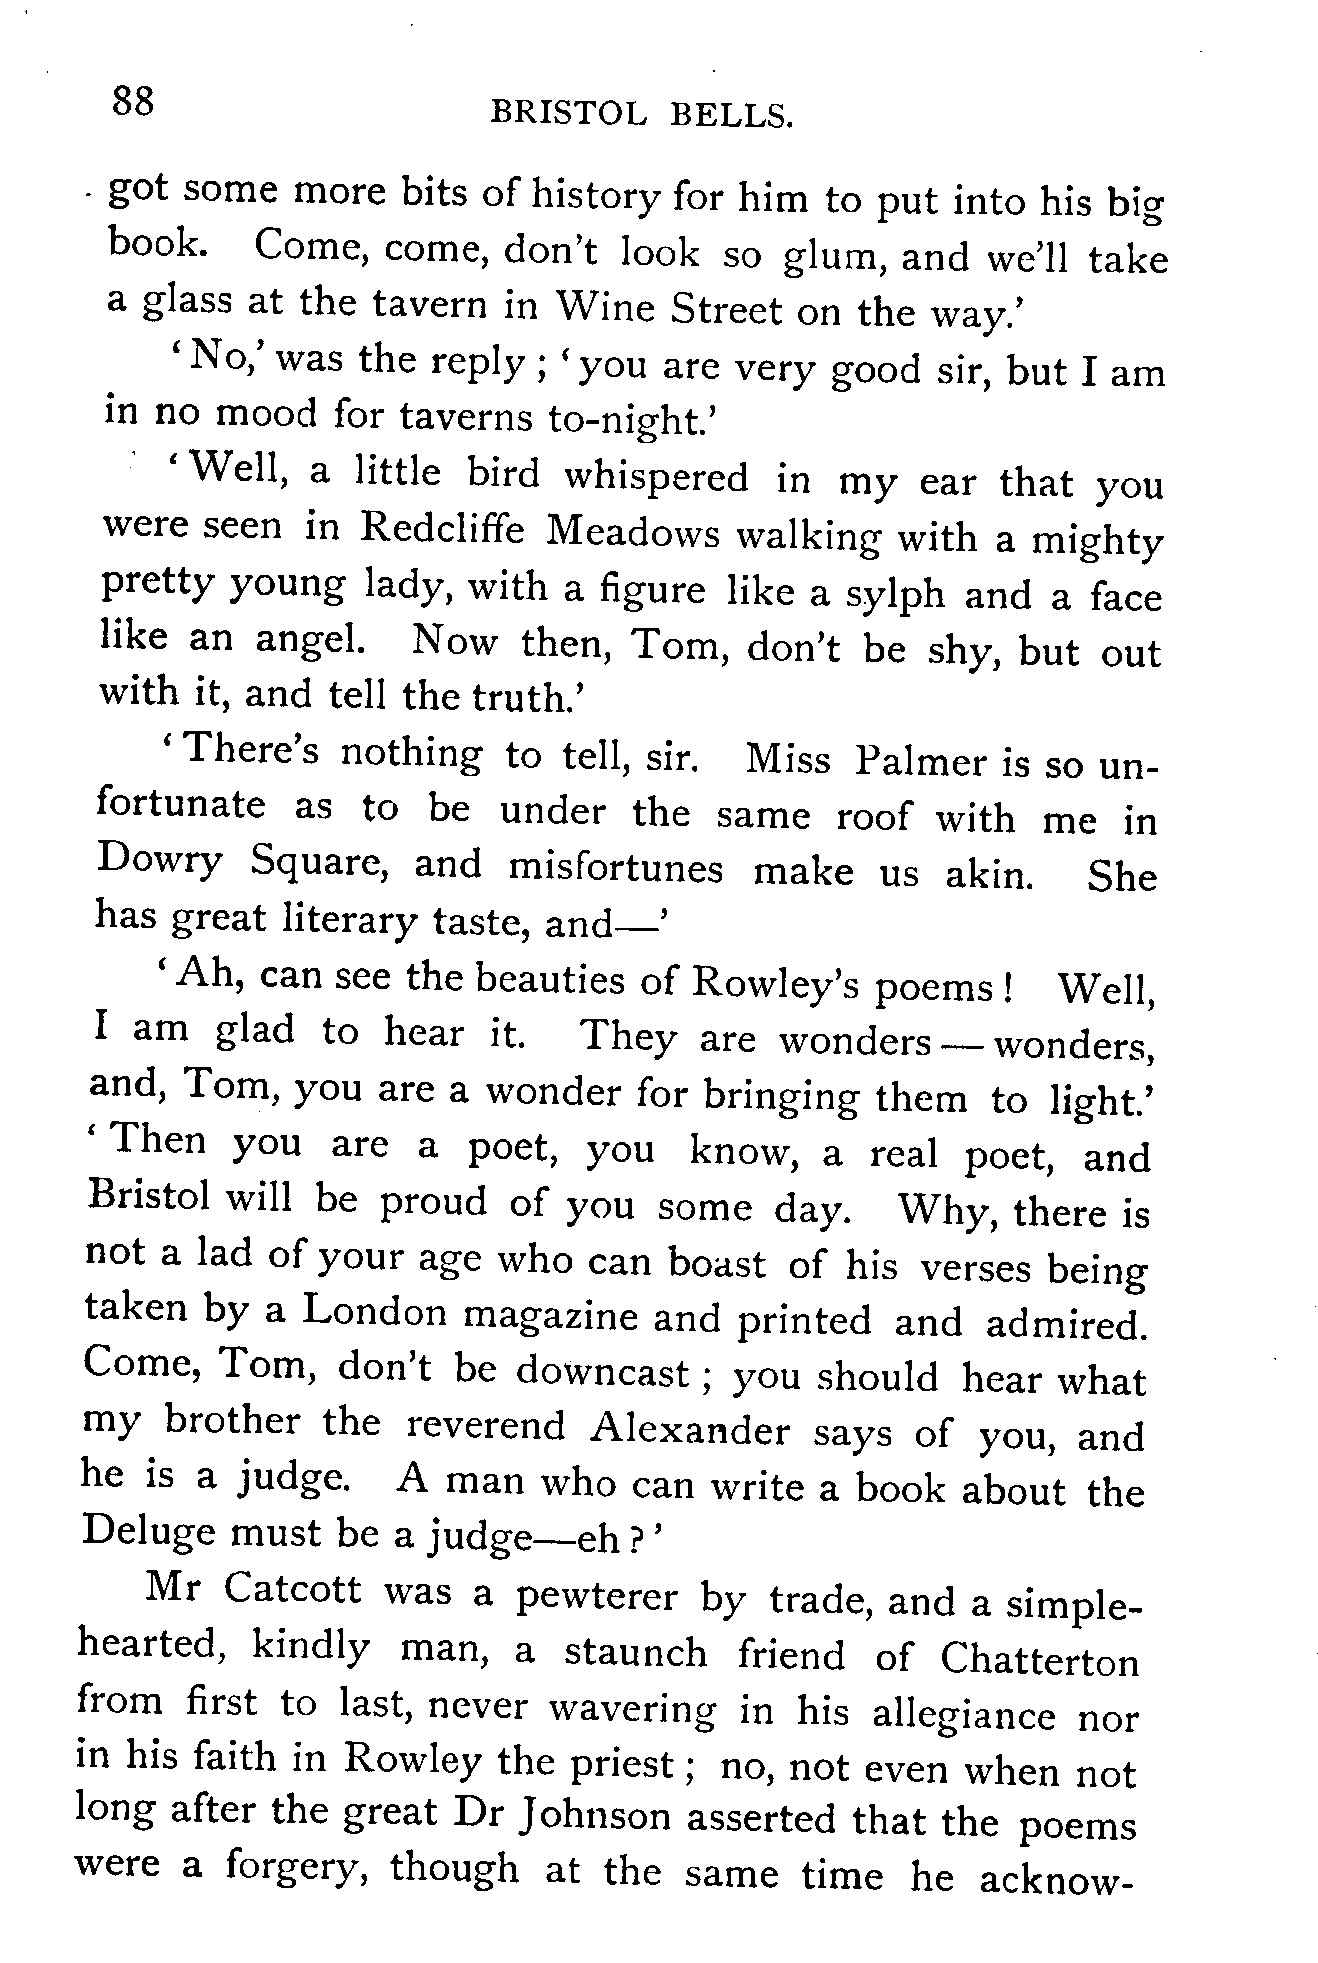 88 BRISTOL BELLS.
got some more bits of history for him to put into his big
book. Come, come, don't look so glum, and we'll take
a glass at the tavern in Wine Street on the way.'
'No,' was the reply; 'you are very good sir, but I am
in no mood for taverns to-night.'
'Well, a little bird whispered in my ear that you
were seen in Redcliffe Meadows walking with a mighty
pretty young lady, with a figure like a sylph and a face
like an angel. Now then, Tom, don't be shy, but out
with it, and tell the truth.'
'There's nothing to tell, sir. Miss Palmer is so un-
fortunate as to be under the same roof with me in
Dowry Square, and misfortunes make us akin. She
has great literary taste, and—'
'Ah, can see the beauties of Rowley's poems! Well,
I am glad to hear it. They are wonders — wonders,
and, Tom, you are a wonder for bringing them to light.'
'Then you are a poet, you know, a real poet, and
Bristol will be proud of you some day. Why, there is
not a lad of your age who can boast of his verses being
taken by a London magazine and printed and admired.
Come, Tom, don't be downcast; you should hear what
my brother the reverend Alexander says of you, and
he is a judge. A man who can write a book about the
Deluge must be a judge—eh?'
Mr Catcott was a pewterer by trade, and a simple-
hearted, kindly man, a staunch friend of Chatterton
from first to last, never wavering in his allegiance nor
in his faith in Rowley the priest; no, not even when not
long after the great Dr Johnson asserted that the poems
were a forgery, though at the same time he acknow-